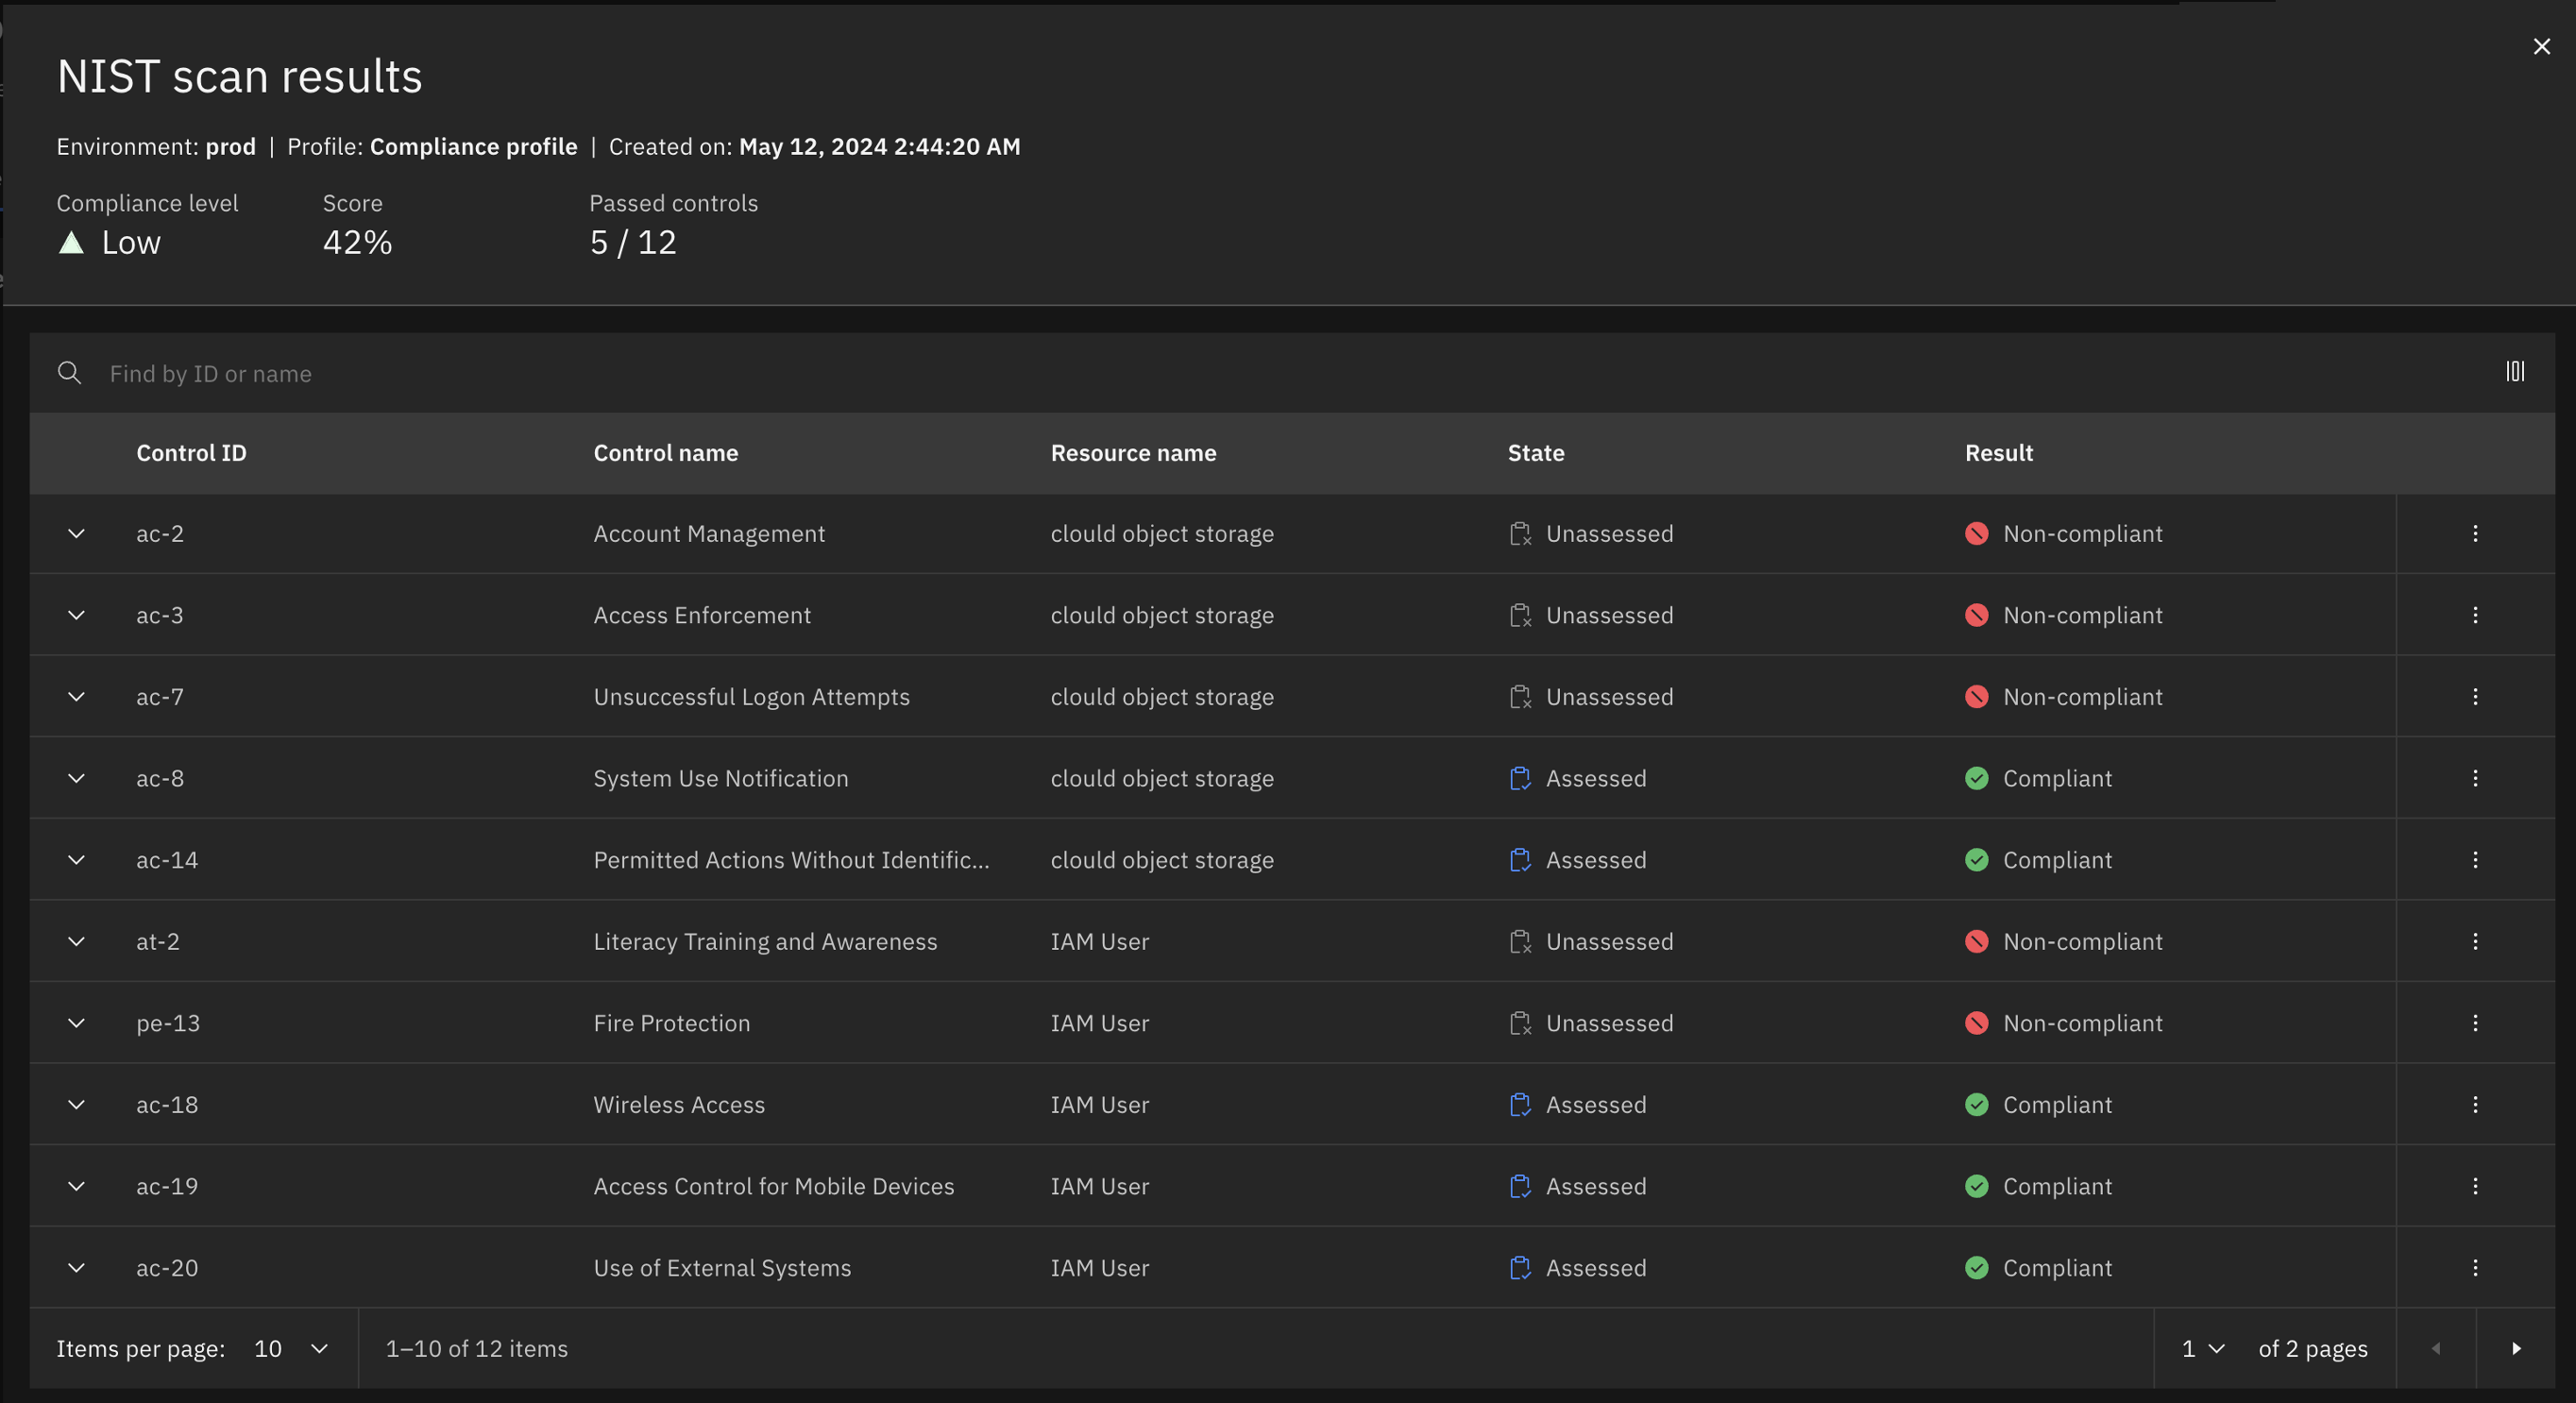 NIST scan results
Environment: prod | Profile: Compliance profile | Created on: May 12, 2024 2:44:20 AM
Compliance level Score Passed controls
Low 42% 5 / 12
Find by ID or name
Control ID Control name Resource name State Result
ac-2 Account Management clould object storage Unassessed Non-compliant
ac-3 Access Enforcement clould object storage Unassessed Non-compliant
ac-7 Unsuccessful Logon Attempts clould object storage Unassessed Non-compliant
ac-8 System Use Notification clould object storage Assessed Compliant
ac-14 Permitted Actions Without Identific... clould object storage Assessed Compliant
at-2 Literacy Training and Awareness IAM User Unassessed Non-compliant
pe-13 Fire Protection IAM User Unassessed Non-compliant
ac-18 Wireless Access IAM User Assessed Compliant
ac-19 Access Control for Mobile Devices IAM User Assessed Compliant
ac-20 Use of External Systems IAM User Assessed Compliant
Items per page: 10 1–10 of 12 items 1 of 2 pages